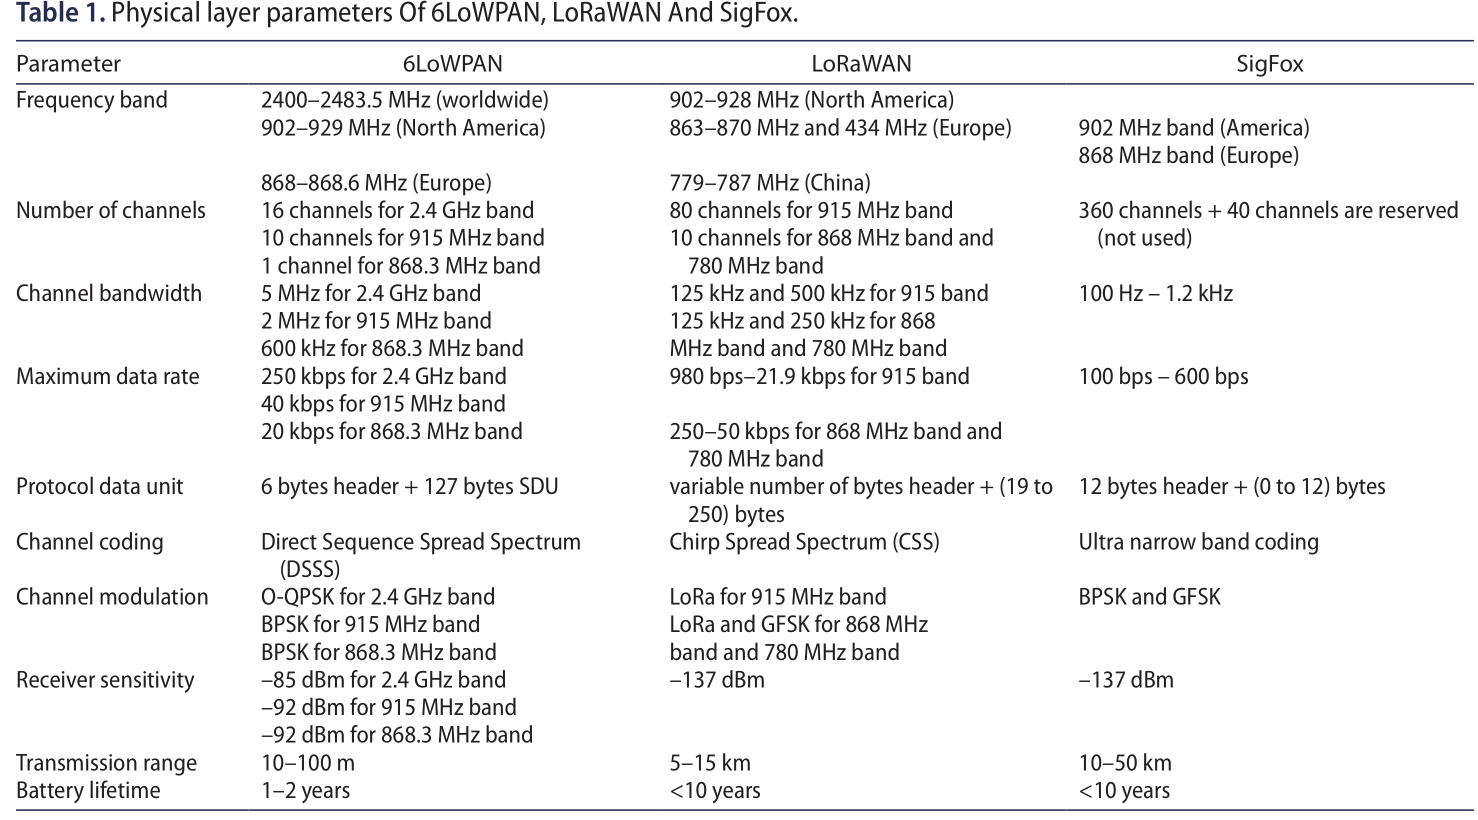 Table 1. Physical layer parameters Of 6LoWPAN, LoRaWAN And SigFox.
Parameter 6LoWPAN LoRaWAN SigFox
Frequency band 2400–2483.5 MHz (worldwide) 902–928 MHz (North America)
902–929 MHz (North America) 863–870 MHz and 434 MHz (Europe) 902 MHz band (America)
868 MHz band (Europe)
868–868.6 MHz (Europe) 779–787 MHz (China)
Number of channels 16 channels for 2.4 GHz band 80 channels for 915 MHz band 360 channels + 40 channels are reserved
10 channels for 915 MHz band 10 channels for 868 MHz band and (not used)
1 channel for 868.3 MHz band 780 MHz band
Channel bandwidth 5 MHz for 2.4 GHz band 125 kHz and 500 kHz for 915 band 100 Hz – 1.2 kHz
2 MHz for 915 MHz band 125 kHz and 250 kHz for 868
600 kHz for 868.3 MHz band MHz band and 780 MHz band
Maximum data rate 250 kbps for 2.4 GHz band 980 bps–21.9 kbps for 915 band 100 bps – 600 bps
40 kbps for 915 MHz band
20 kbps for 868.3 MHz band 250–50 kbps for 868 MHz band and
780 MHz band
Protocol data unit 6 bytes header + 127 bytes SDU variable number of bytes header + (19 to 12 bytes header + (0 to 12) bytes
250) bytes
Channel coding Direct Sequence Spread Spectrum Chirp Spread Spectrum (CSS) Ultra narrow band coding
(DSSS)
Channel modulation O-QPSK for 2.4 GHz band LoRa for 915 MHz band BPSK and GFSK
BPSK for 915 MHz band LoRa and GFSK for 868 MHz
BPSK for 868.3 MHz band band and 780 MHz band
Receiver sensitivity –85 dBm for 2.4 GHz band –137 dBm –137 dBm
–92 dBm for 915 MHz band
–92 dBm for 868.3 MHz band
Transmission range 10–100 m 5–15 km 10–50 km
Battery lifetime 1–2 years <10 years <10 years